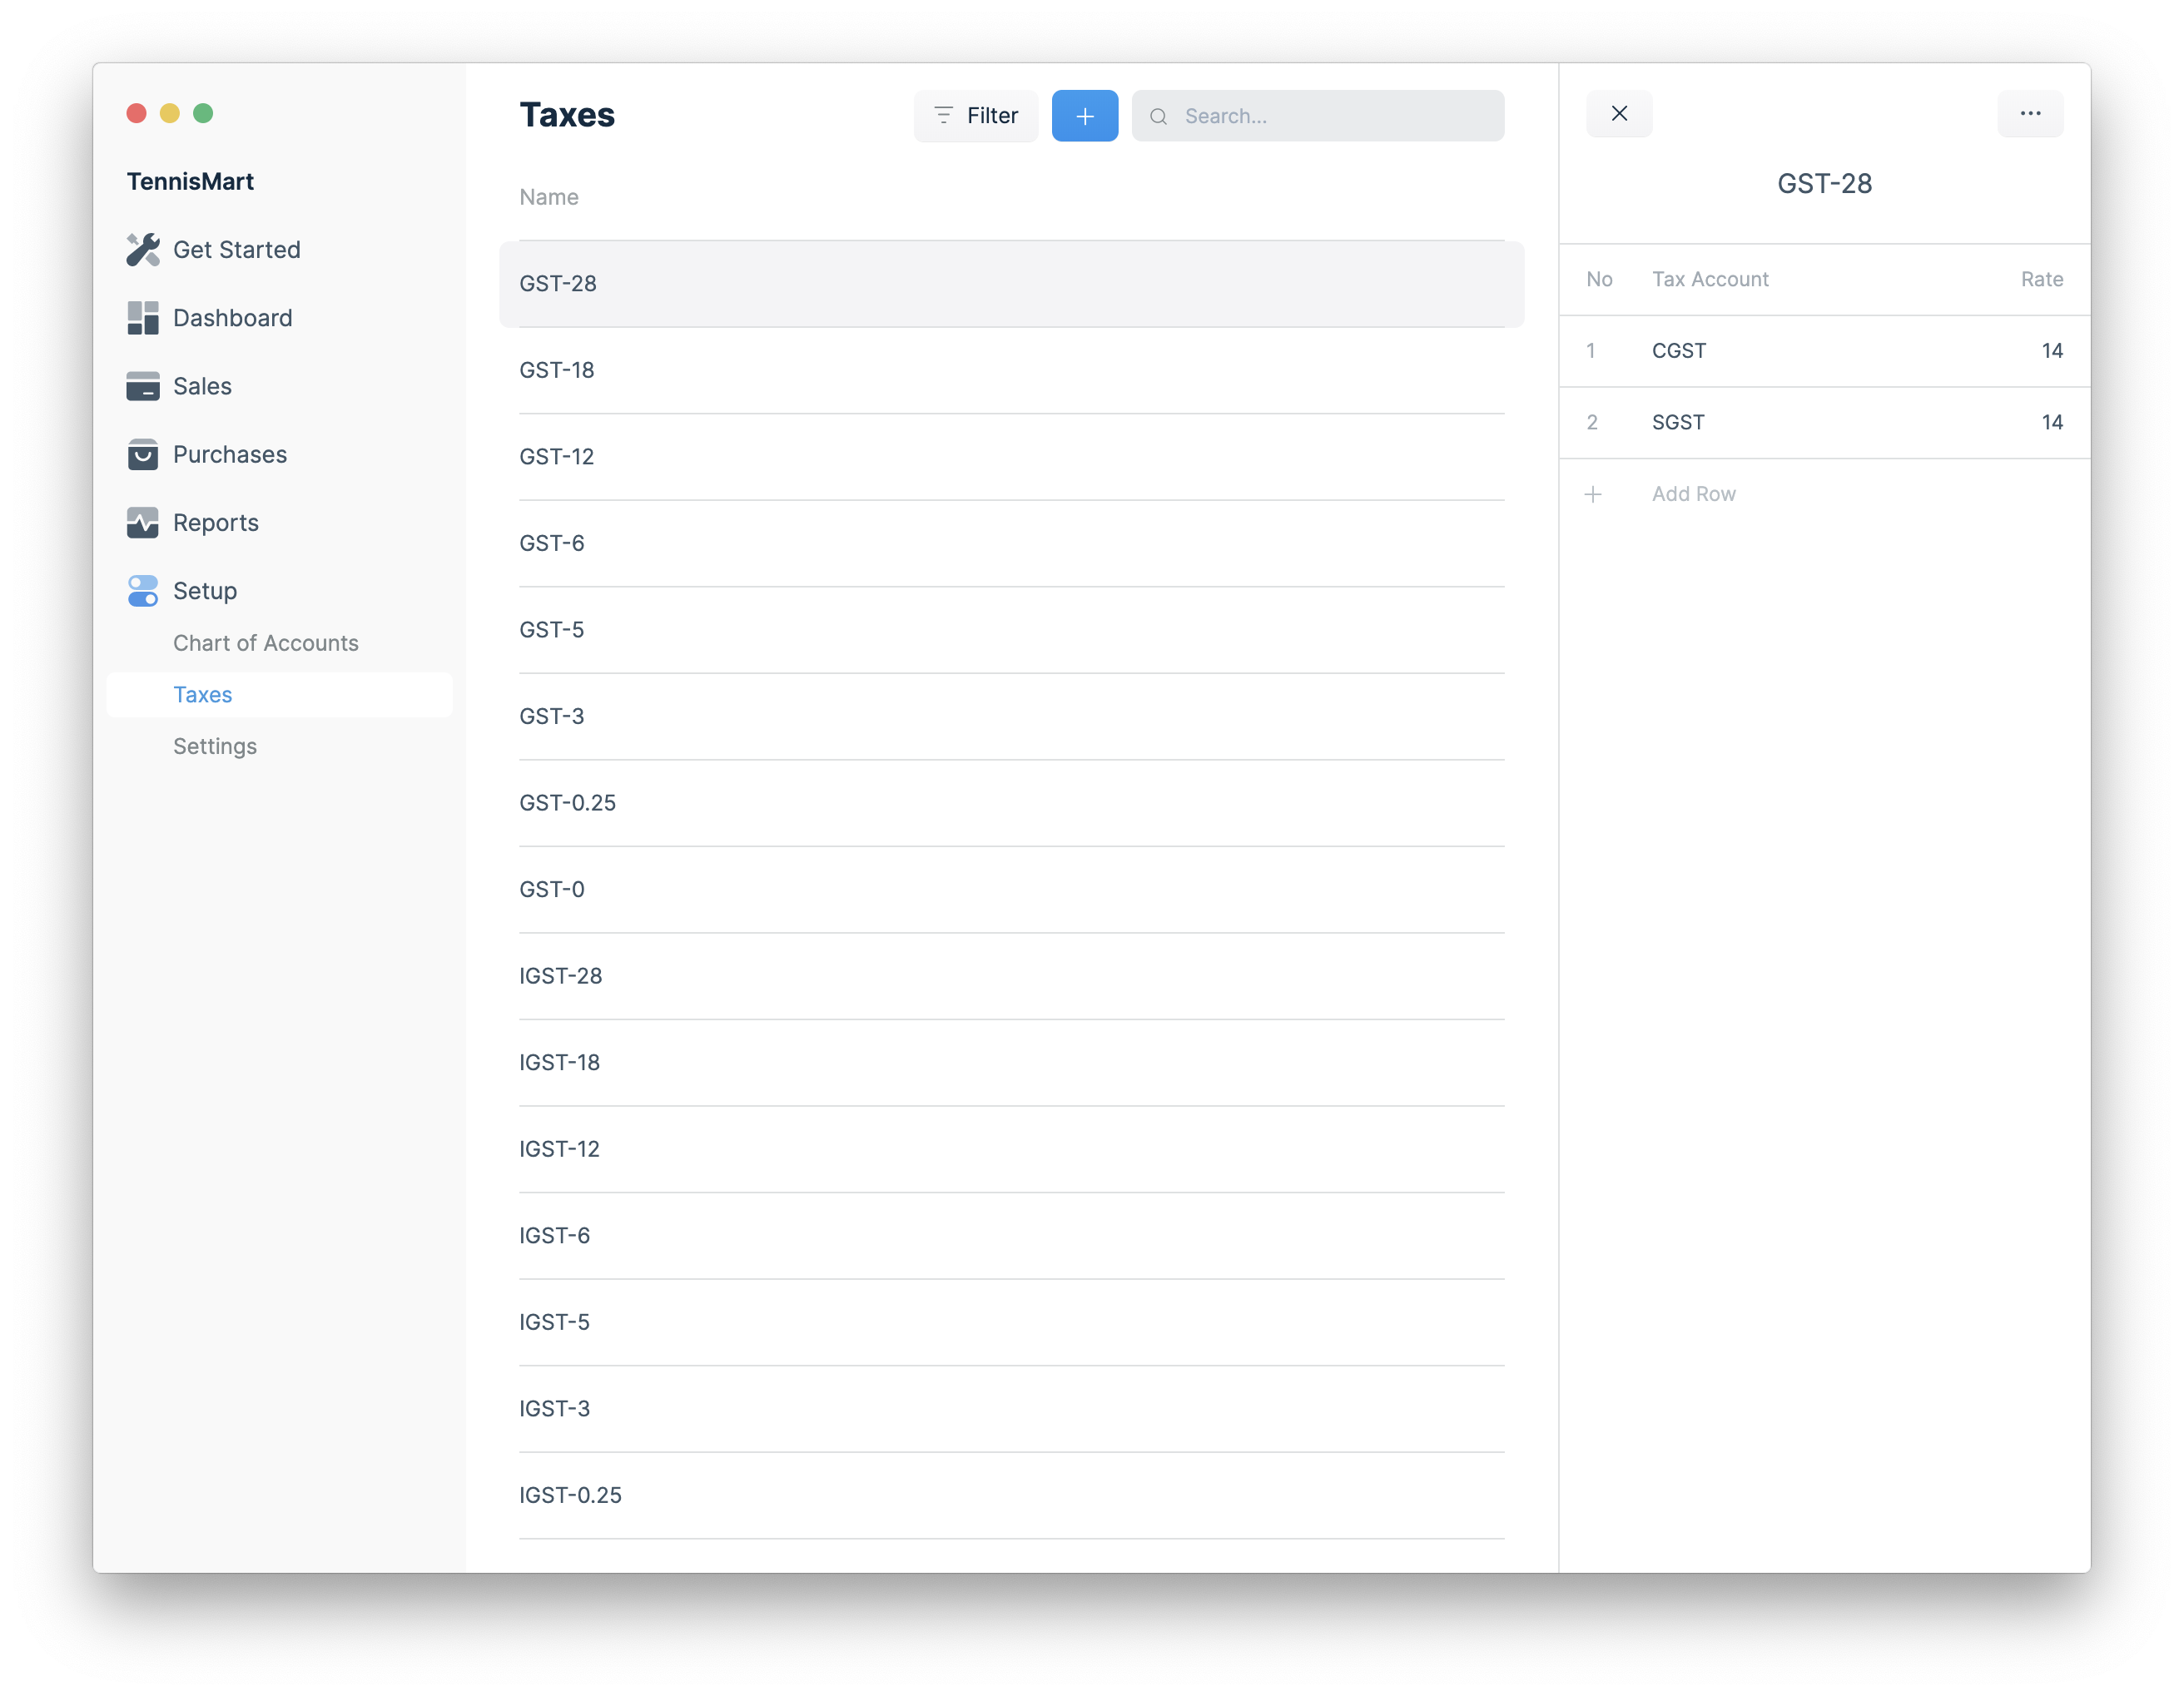 TennisMart
Get Started
Dashboard
Sales
Purchases
Reports
Setup
Chart of Accounts
Taxes
Settings
Taxes
Filter
Search...
Name
GST-28
GST-18
GST-12
GST-6
GST-5
GST-3
GST-0.25
GST-0
IGST-28
IGST-18
IGST-12
IGST-6
IGST-5
IGST-3
IGST-0.25
GST-28
No Tax Account Rate
1 CGST 14
2 SGST 14
Add Row